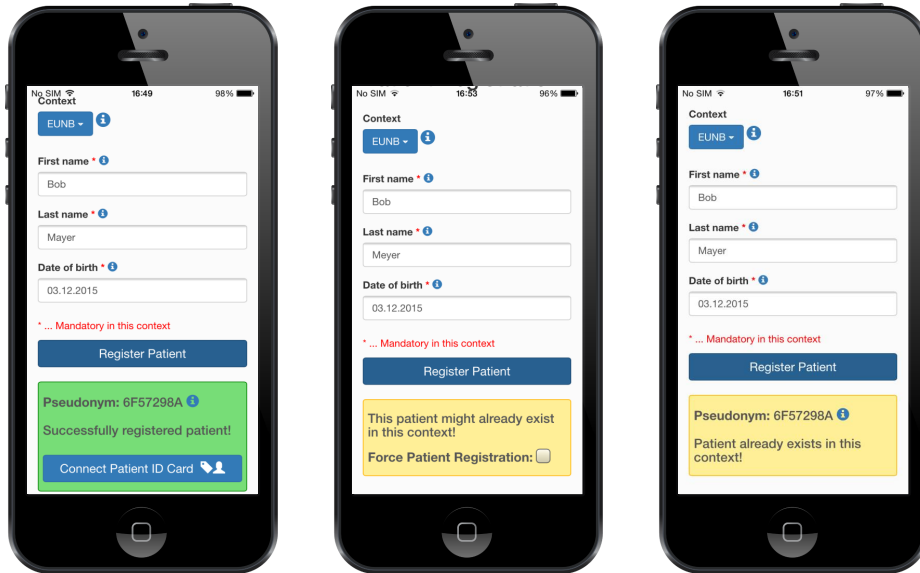 No SIM 16:49 98%
Context
EUNB
First name *
Bob
Last name *
Mayer
Date of birth *
03.12.2015
* ... Mandatory in this context
Register Patient
Pseudonym: 6F57298A
Successfully registered patient!
Connect Patient ID Card
No SIM 16:53 96%
Context
EUNB
First name *
Bob
Last name *
Meyer
Date of birth *
03.12.2015
* ... Mandatory in this context
Register Patient
This patient might already exist
in this context!
Force Patient Registration:
No SIM 16:51 97%
Context
EUNB
First name *
Bob
Last name *
Mayer
Date of birth *
03.12.2015
* ... Mandatory in this context
Register Patient
Pseudonym: 6F57298A
Patient already exists in this
context!